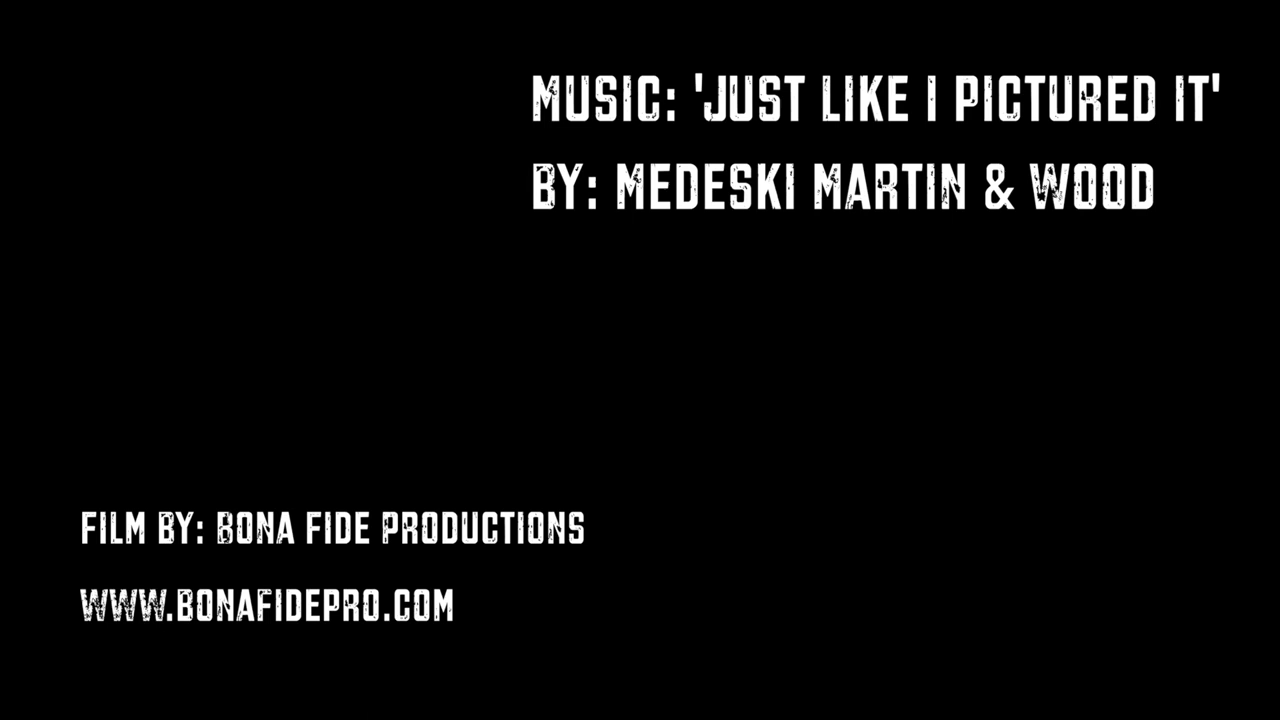 MUSIC: 'JUST LIKE I PICTURED IT'
BY: MEDESKI MARTIN & WOOD
FILM BY: BONA FIDE PRODUCTIONS
WWW.BONAFIDEPRO.COM